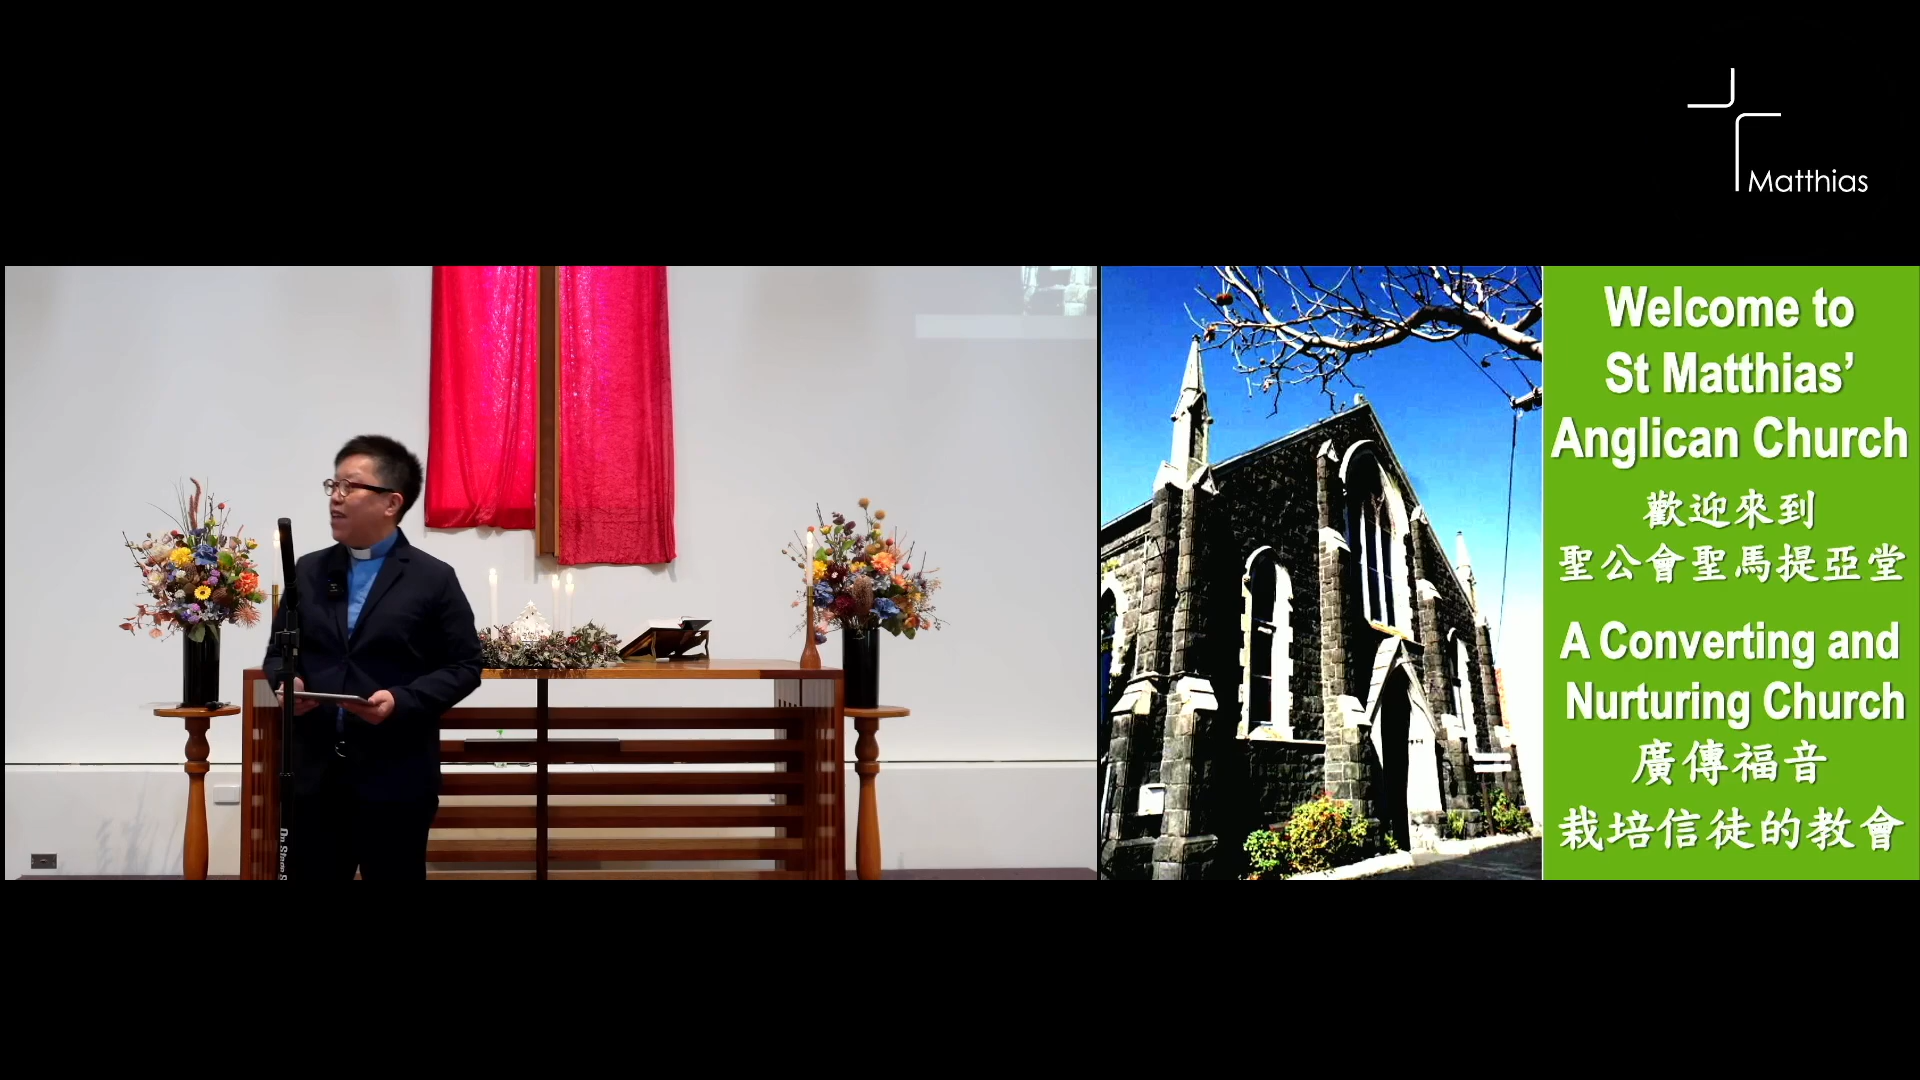 Matthias
Welcome to
St Matthias’
Anglican Church
歡迎來到
聖公會聖馬提亞堂
A Converting and
Nurturing Church
廣傳福音
栽培信徒的教會